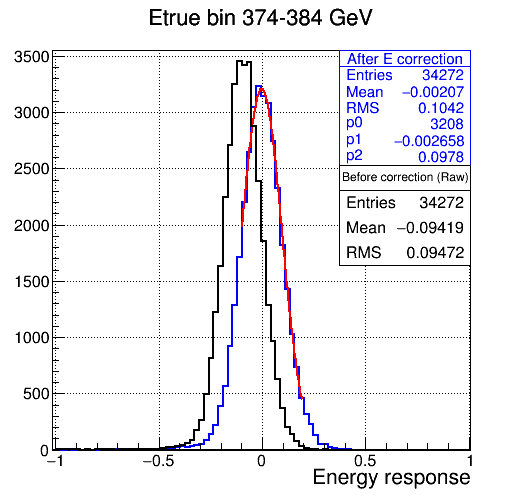 Etrue bin 374-384 GeV
After E correction
Entries 34272
Mean −0.00207
RMS 0.1042
p0 3208
p1 −0.002658
p2 0.0978
Before correction (Raw)
Entries 34272
Mean −0.09419
RMS 0.09472
3500
3000
2500
2000
1500
1000
500
0
−1 −0.5 0 0.5 1
Energy response